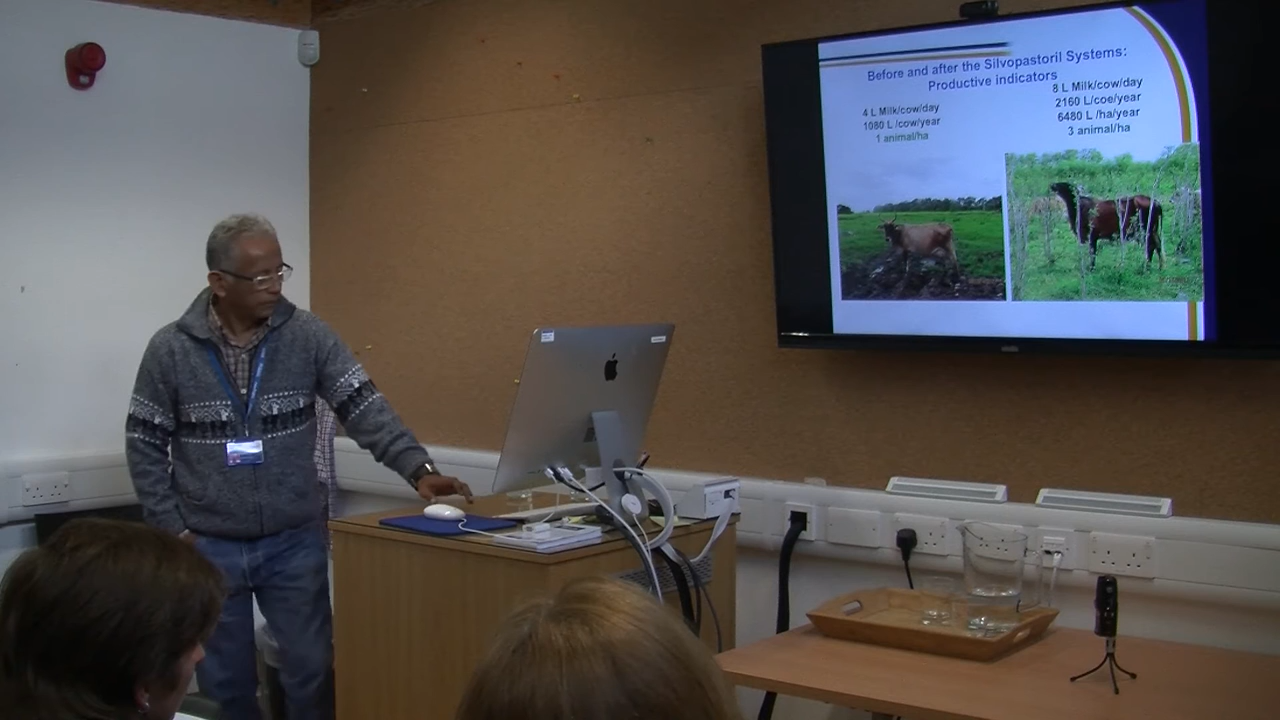 Before and after the Silvopastoril Systems:
Productive indicators
4 L Milk/cow/day
1080 L /cow/year
1 animal/ha
8 L Milk/cow/day
2160 L/coe/year
6480 L /ha/year
3 animal/ha